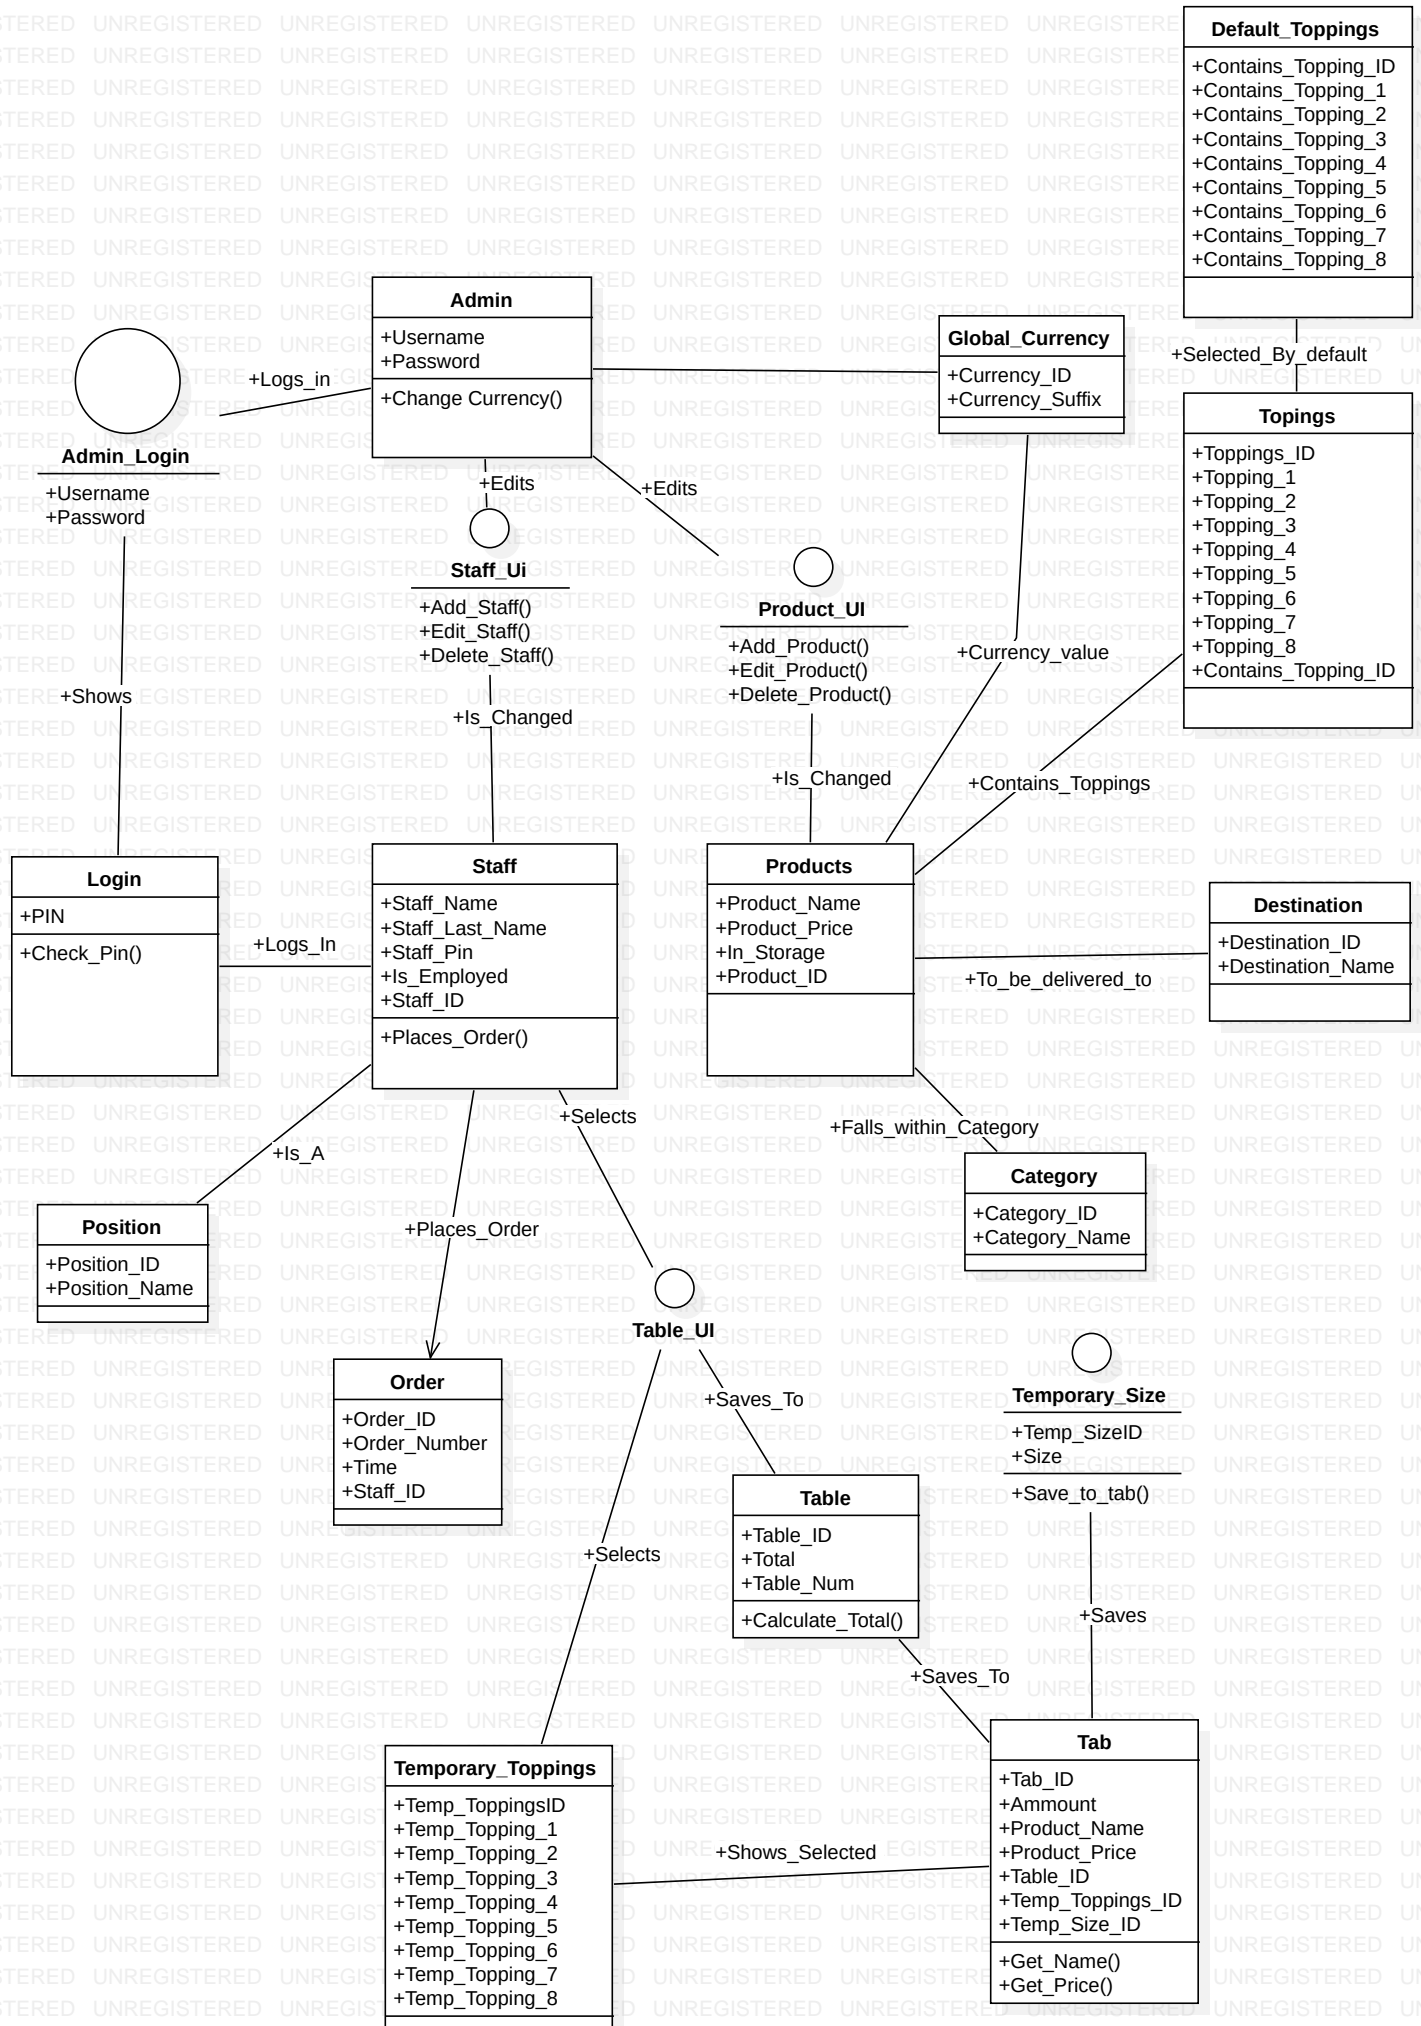 Default_Toppings
+Contains_Topping_ID
+Contains_Topping_1
+Contains_Topping_2
+Contains_Topping_3
+Contains_Topping_4
+Contains_Topping_5
+Contains_Topping_6
+Contains_Topping_7
+Contains_Topping_8
+Selected_By_default
Admin
+Username
+Password
+Change Currency()
Global_Currency
+Currency_ID
+Currency_Suffix
+Logs_in
Admin_Login
+Username
+Password
Topings
+Toppings_ID
+Topping_1
+Topping_2
+Topping_3
+Topping_4
+Topping_5
+Topping_6
+Topping_7
+Topping_8
+Contains_Topping_ID
+Edits
+Edits
Staff_Ui
+Add_Staff()
+Edit_Staff()
+Delete_Staff()
Product_UI
+Add_Product()
+Edit_Product()
+Delete_Product()
+Currency_value
+Shows
+Is_Changed
+Is_Changed
+Contains_Toppings
Login
+PIN
+Check_Pin()
+Logs_In
Staff
+Staff_Name
+Staff_Last_Name
+Staff_Pin
+Is_Employed
+Staff_ID
+Places_Order()
Products
+Product_Name
+Product_Price
+In_Storage
+Product_ID
+To_be_delivered_to
Destination
+Destination_ID
+Destination_Name
+Selects
+Falls_within_Category
+Is_A
Category
+Category_ID
+Category_Name
Position
+Position_ID
+Position_Name
+Places_Order
Table_UI
Order
+Order_ID
+Order_Number
+Time
+Staff_ID
+Saves_To
Temporary_Size
+Temp_SizeID
+Size
+Save_to_tab()
Table
+Table_ID
+Total
+Table_Num
+Calculate_Total()
+Selects
+Saves
+Saves_To
Temporary_Toppings
+Temp_ToppingsID
+Temp_Topping_1
+Temp_Topping_2
+Temp_Topping_3
+Temp_Topping_4
+Temp_Topping_5
+Temp_Topping_6
+Temp_Topping_7
+Temp_Topping_8
+Shows_Selected
Tab
+Tab_ID
+Ammount
+Product_Name
+Product_Price
+Table_ID
+Temp_Toppings_ID
+Temp_Size_ID
+Get_Name()
+Get_Price()
UNREGISTERED